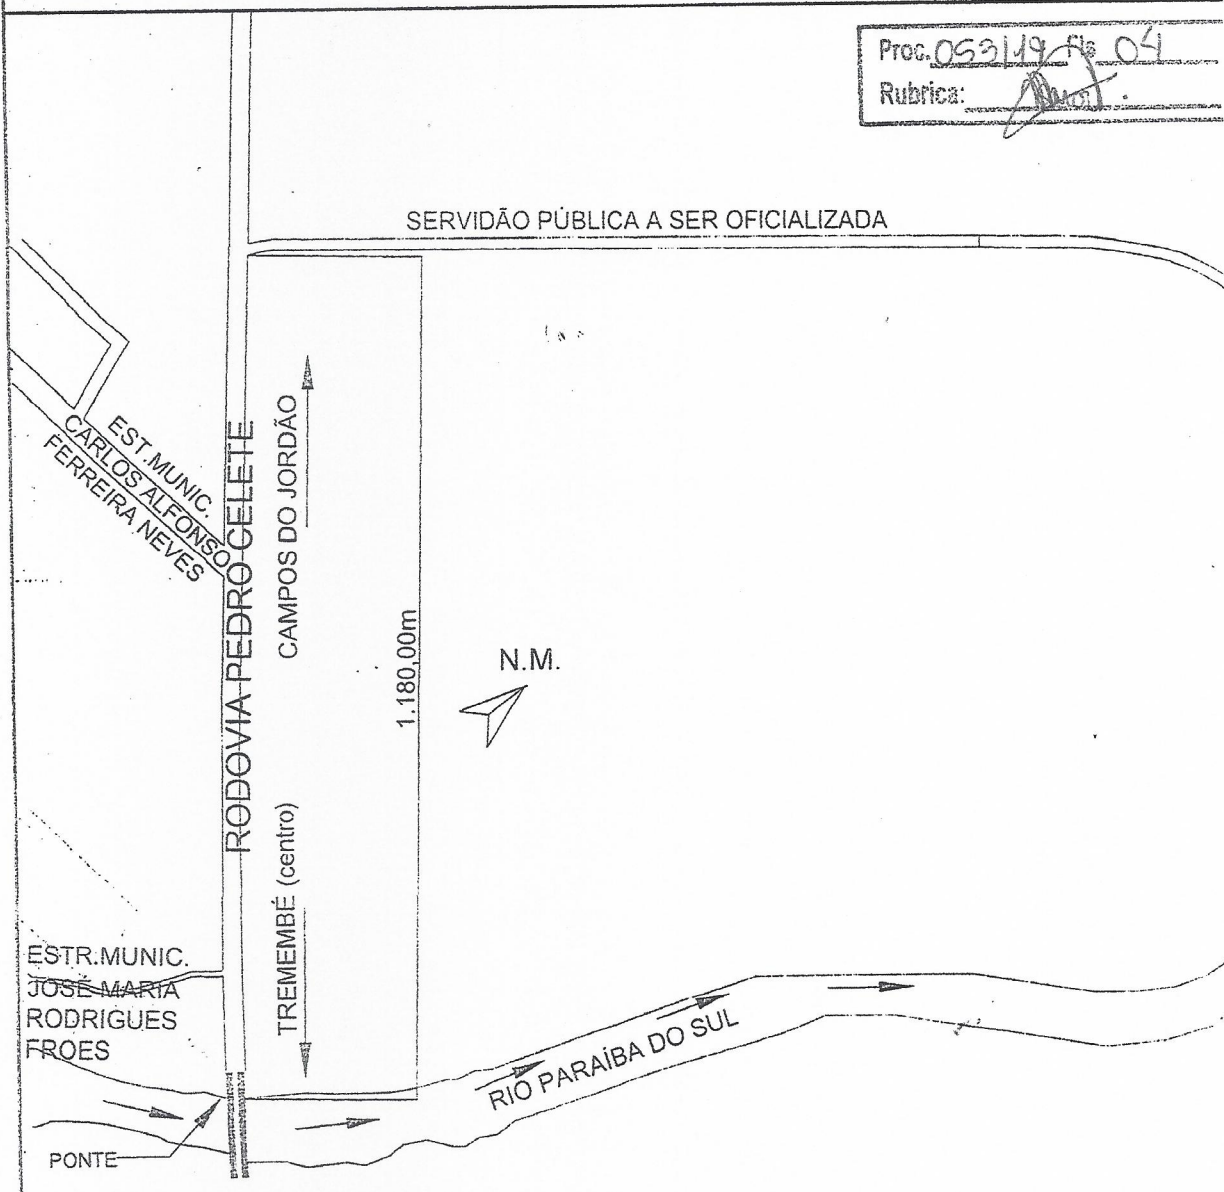 Proc. 053/19 fls 04
Rubrica:
SERVIDÃO PÚBLICA A SER OFICIALIZADA
EST.MUNIC.
CARLOS ALFONSO
FERREIRA NEVES
RODOVIA PEDRO CELETE
CAMPOS DO JORDÃO
1.180,00m
N.M.
TREMEMBÉ (centro)
ESTR.MUNIC.
JOSÉ MARIA
RODRIGUES
FROES
RIO PARAÍBA DO SUL
PONTE